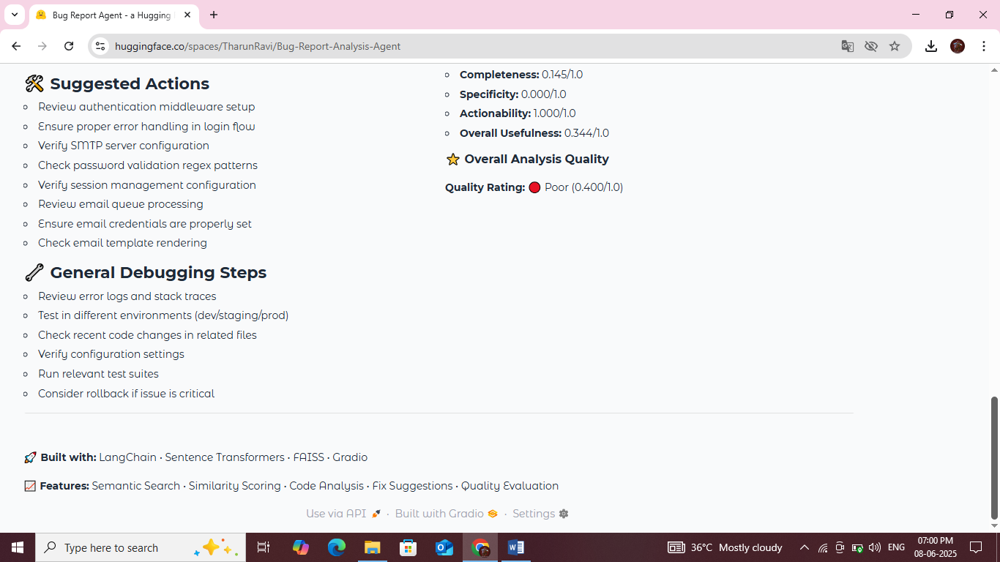 Bug Report Agent - a Hugging
huggingface.co/spaces/TharunRavi/Bug-Report-Analysis-Agent
Suggested Actions
Review authentication middleware setup
Ensure proper error handling in login flow
Verify SMTP server configuration
Check password validation regex patterns
Verify session management configuration
Review email queue processing
Ensure email credentials are properly set
Check email template rendering
General Debugging Steps
Review error logs and stack traces
Test in different environments (dev/staging/prod)
Check recent code changes in related files
Verify configuration settings
Run relevant test suites
Consider rollback if issue is critical
Completeness: 0.145/1.0
Specificity: 0.000/1.0
Actionability: 1.000/1.0
Overall Usefulness: 0.344/1.0
⭐ Overall Analysis Quality
Quality Rating: 🔴 Poor (0.400/1.0)
🚀 Built with: LangChain · Sentence Transformers · FAISS · Gradio
📈 Features: Semantic Search · Similarity Scoring · Code Analysis · Fix Suggestions · Quality Evaluation
Use via API · Built with Gradio · Settings
Type here to search
36°C Mostly cloudy
ENG
07:00 PM
08-06-2025